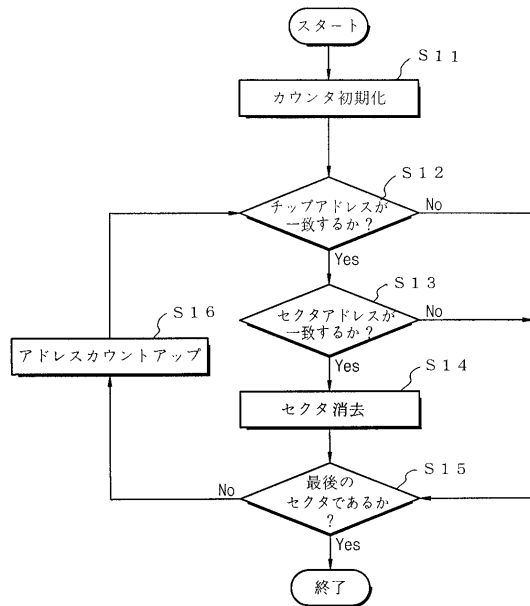 スタート
S11
カウンタ初期化
S12
チップアドレスが
一致するか?
No
Yes
S13
セクタアドレスが
一致するか?
No
Yes
S16
アドレスカウントアップ
S14
セクタ消去
S15
最後の
セクタであるか
?
No
Yes
終了